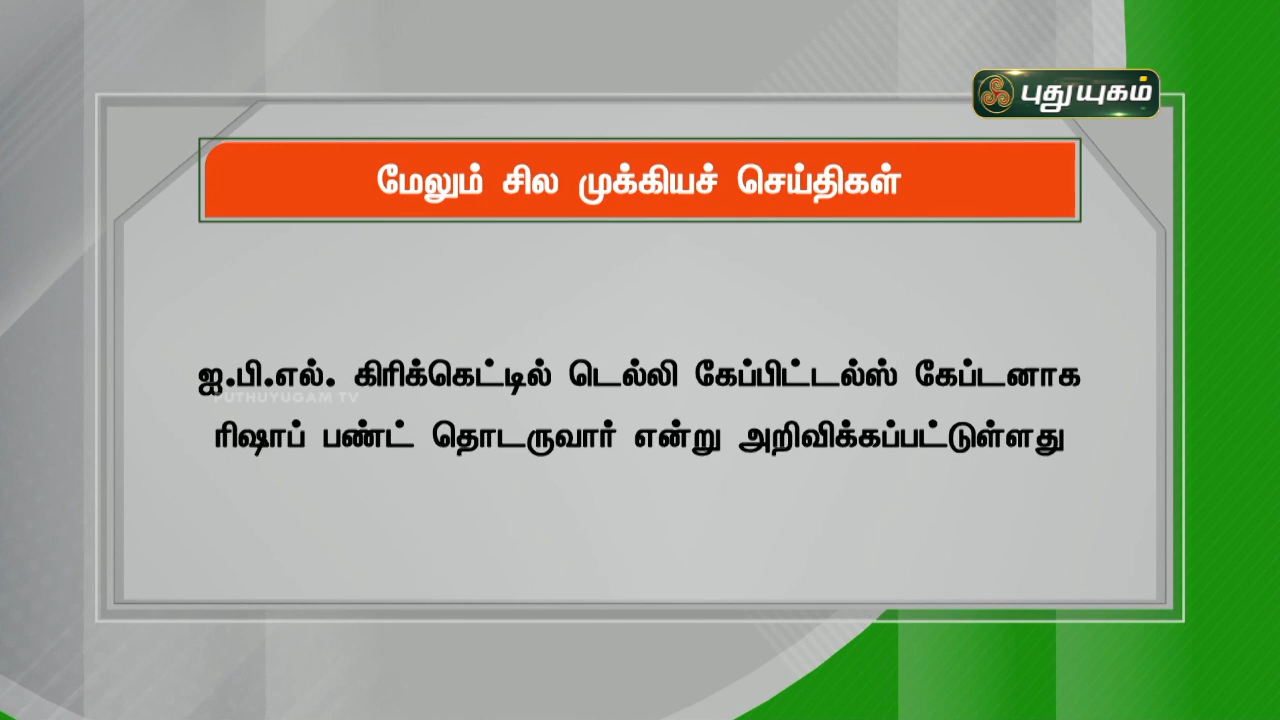 புதுயுகம்
மேலும் சில முக்கியச் செய்திகள்
ஐ.பி.எல். கிரிக்கெட்டில் டெல்லி கேப்பிட்டல்ஸ் கேப்டனாக
PUTHUYUGAM TV
ரிஷாப் பண்ட் தொடருவார் என்று அறிவிக்கப்பட்டுள்ளது